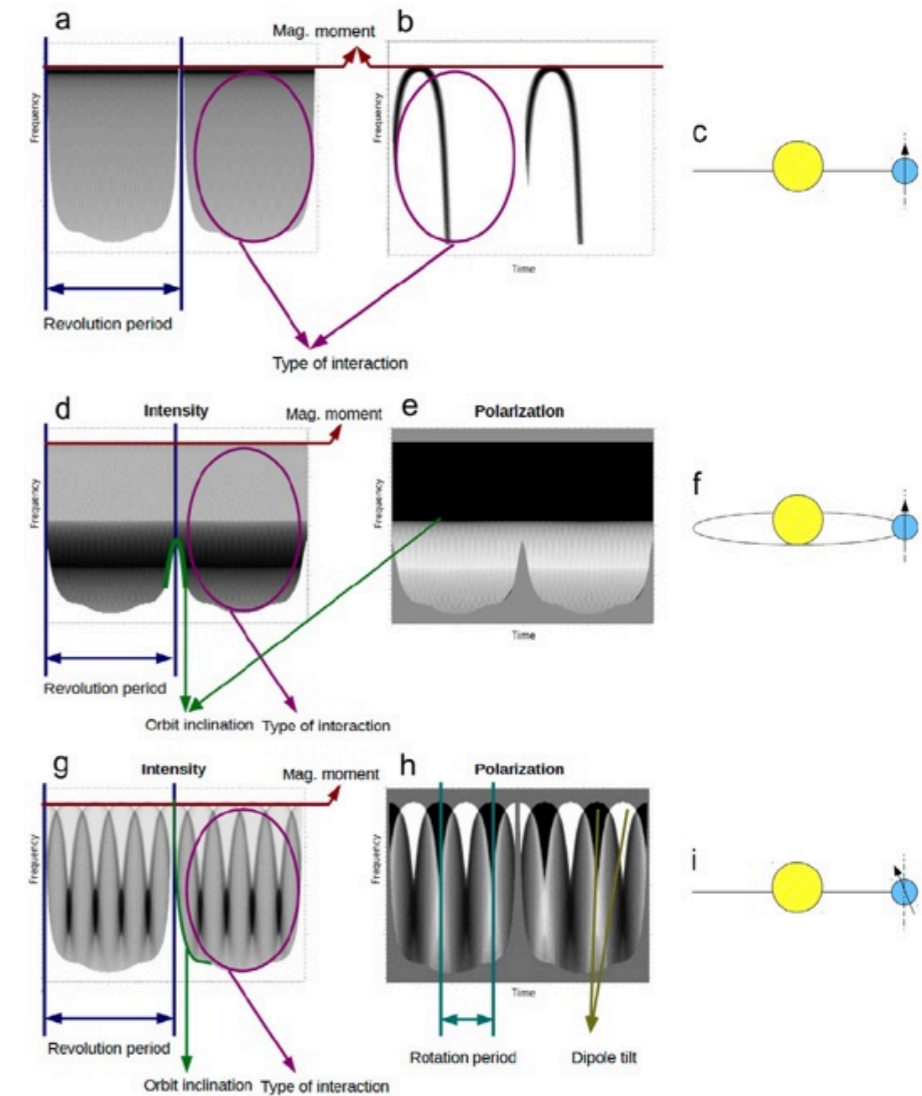 a
Mag. moment
b
Frequency
Frequency
c
Time
Revolution period
Type of interaction
d
Intensity
Mag. moment
e
Polarization
Frequency
Frequency
f
Time
Revolution period
Orbit inclination
Type of interaction
g
Intensity
Mag. moment
h
Polarization
Frequency
Frequency
i
Time
Revolution period
Rotation period
Dipole tilt
Orbit inclination
Type of interaction